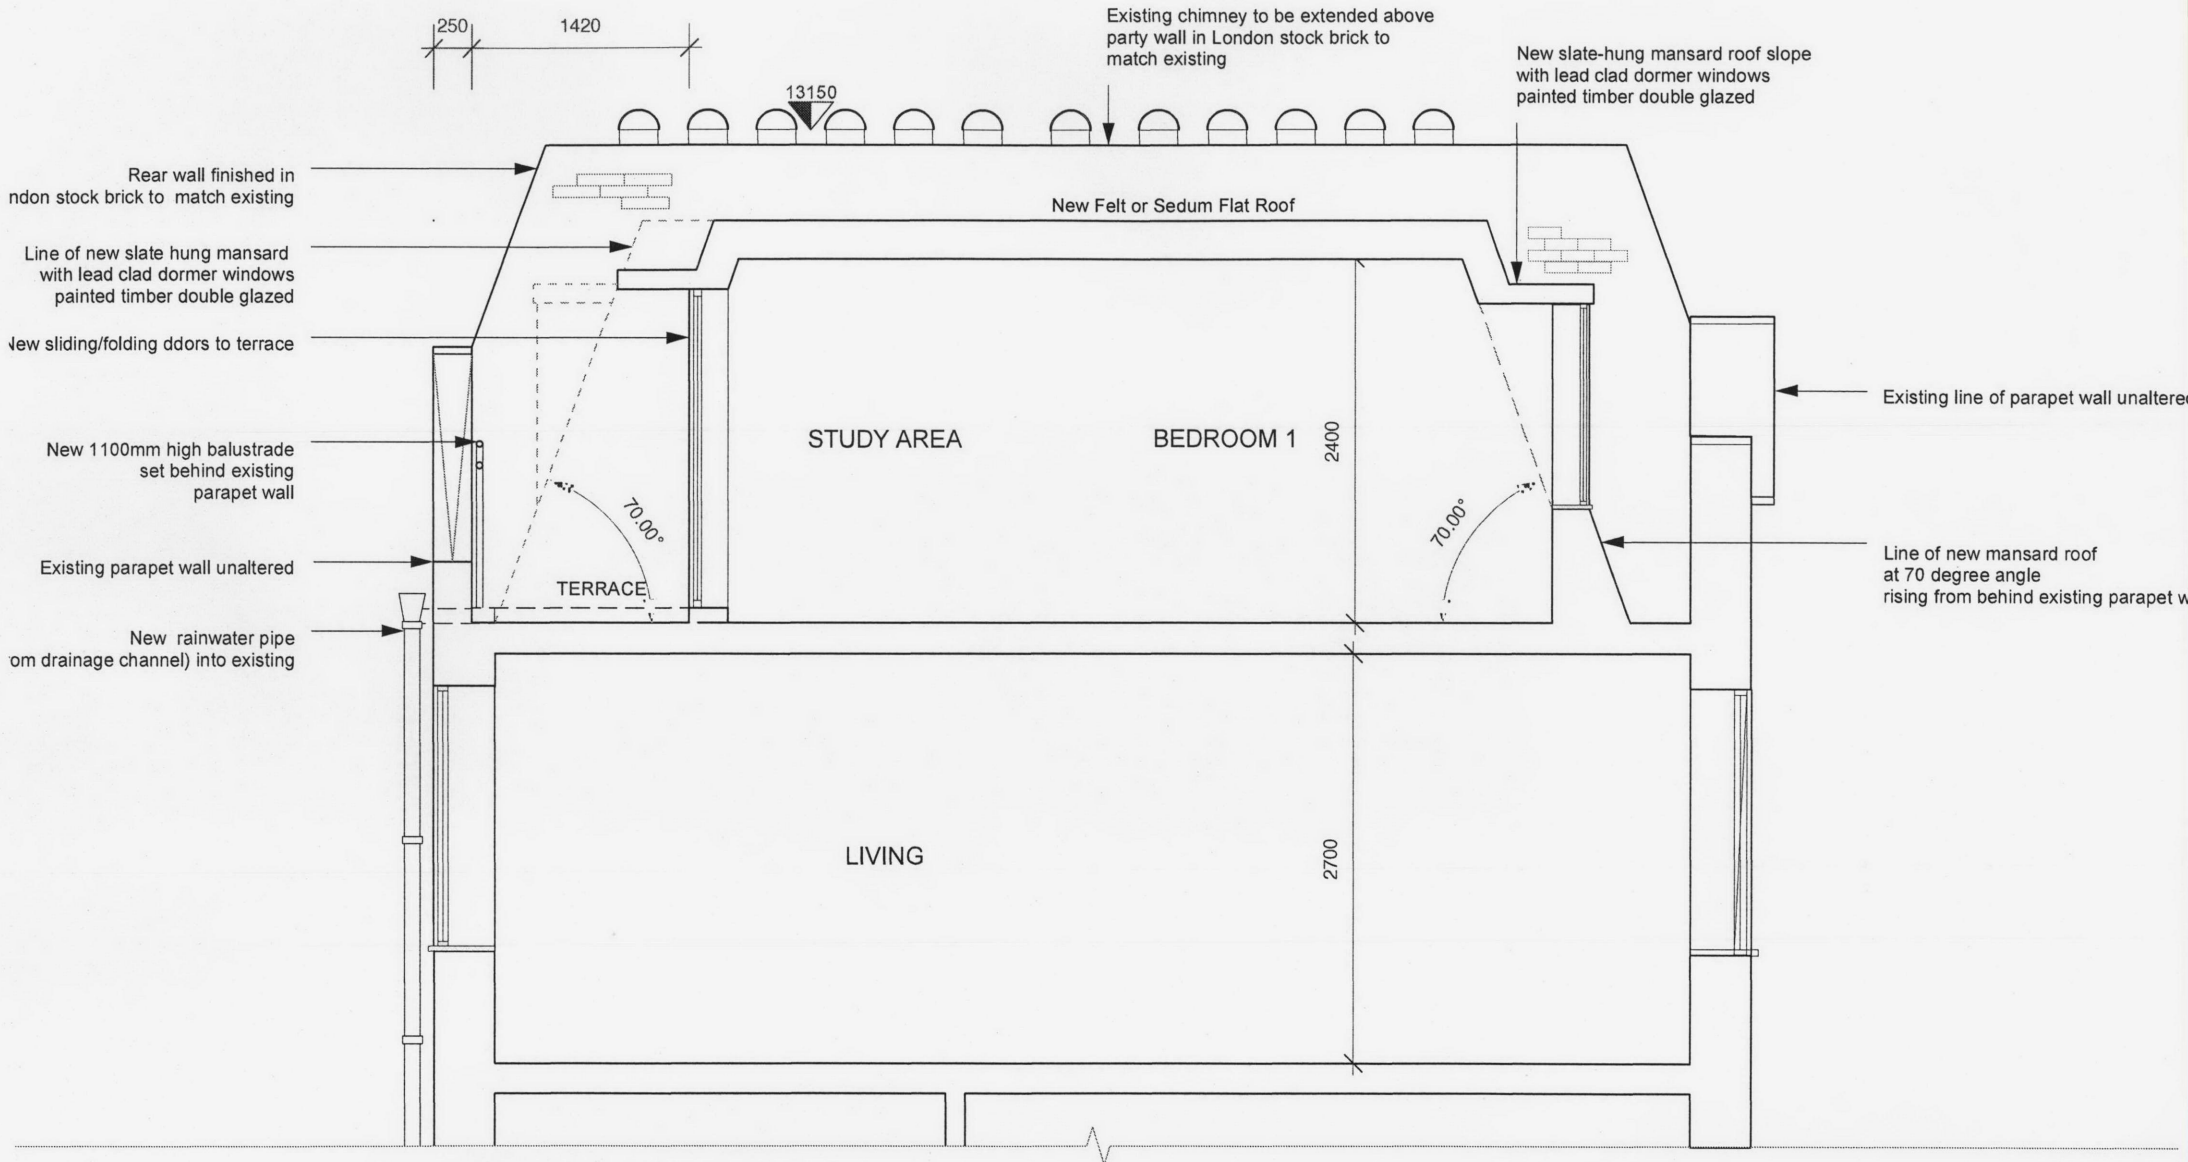 250
1420
Existing chimney to be extended above
party wall in London stock brick to
match existing
New slate-hung mansard roof slope
with lead clad dormer windows
painted timber double glazed
13150
Rear wall finished in
ndon stock brick to match existing
New Felt or Sedum Flat Roof
Line of new slate hung mansard
with lead clad dormer windows
painted timber double glazed
New sliding/folding ddors to terrace
Existing line of parapet wall unaltered
STUDY AREA
BEDROOM 1
2400
New 1100mm high balustrade
set behind existing
parapet wall
70.00°
70.00°
Existing parapet wall unaltered
TERRACE
Line of new mansard roof
at 70 degree angle
rising from behind existing parapet w
New rainwater pipe
om drainage channel) into existing
LIVING
2700